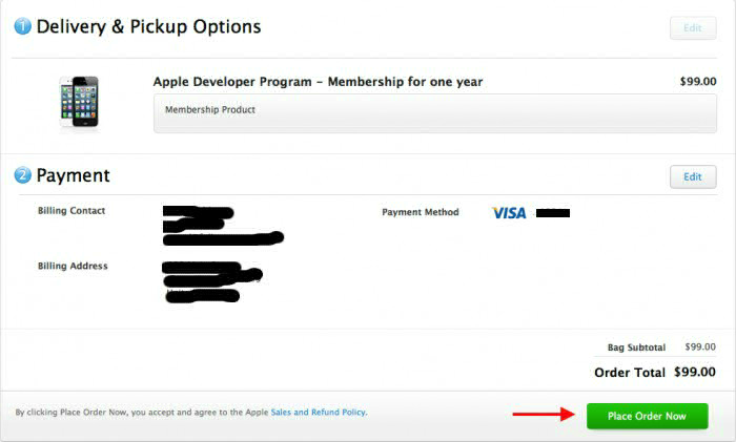 1 Delivery & Pickup Options
Edit
Apple Developer Program – Membership for one year $99.00
Membership Product
2 Payment
Edit
Billing Contact
Payment Method VISA
Billing Address
Bag Subtotal $99.00
Order Total $99.00
By clicking Place Order Now, you accept and agree to the Apple Sales and Refund Policy.
Place Order Now